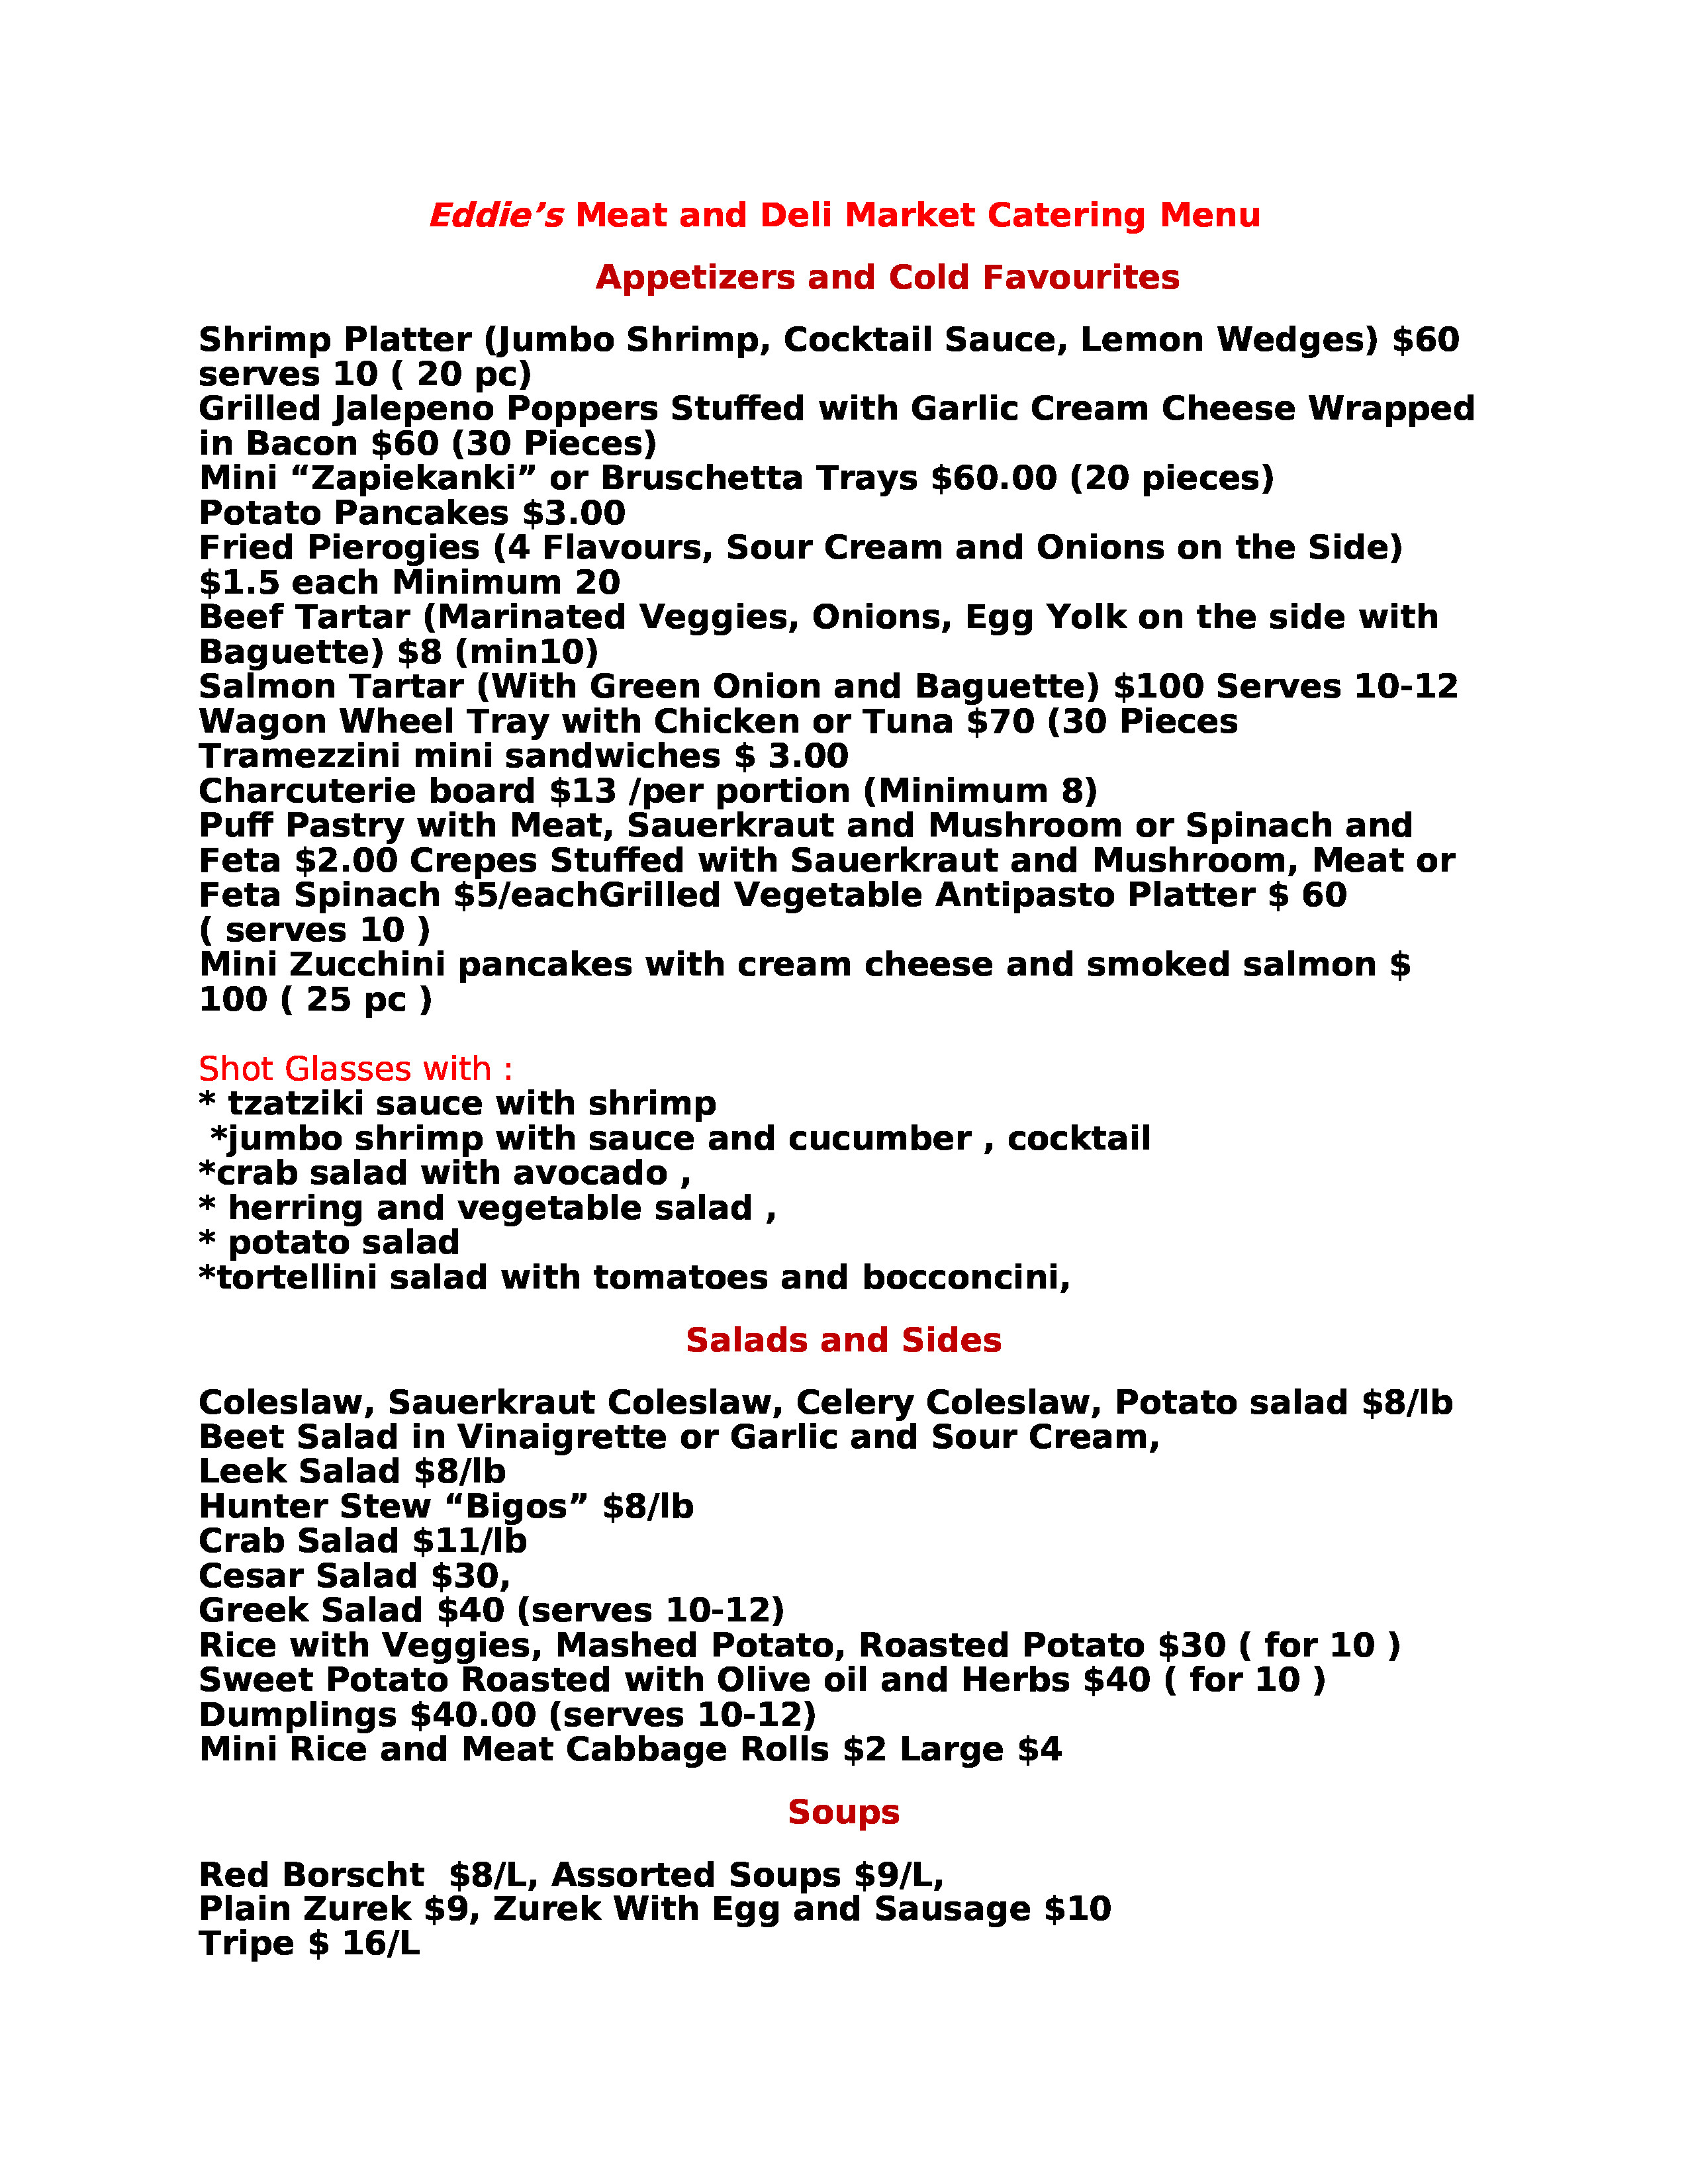 Eddie’s Meat and Deli Market Catering Menu
Appetizers and Cold Favourites
Shrimp Platter (Jumbo Shrimp, Cocktail Sauce, Lemon Wedges) $60
serves 10 ( 20 pc)
Grilled Jalepeno Poppers Stuffed with Garlic Cream Cheese Wrapped
in Bacon $60 (30 Pieces)
Mini “Zapiekanki” or Bruschetta Trays $60.00 (20 pieces)
Potato Pancakes $3.00
Fried Pierogies (4 Flavours, Sour Cream and Onions on the Side)
$1.5 each Minimum 20
Beef Tartar (Marinated Veggies, Onions, Egg Yolk on the side with
Baguette) $8 (min10)
Salmon Tartar (With Green Onion and Baguette) $100 Serves 10-12
Wagon Wheel Tray with Chicken or Tuna $70 (30 Pieces
Tramezzini mini sandwiches $ 3.00
Charcuterie board $13 /per portion (Minimum 8)
Puff Pastry with Meat, Sauerkraut and Mushroom or Spinach and
Feta $2.00 Crepes Stuffed with Sauerkraut and Mushroom, Meat or
Feta Spinach $5/eachGrilled Vegetable Antipasto Platter $ 60
( serves 10 )
Mini Zucchini pancakes with cream cheese and smoked salmon $
100 ( 25 pc )
Shot Glasses with :
* tzatziki sauce with shrimp
*jumbo shrimp with sauce and cucumber , cocktail
*crab salad with avocado ,
* herring and vegetable salad ,
* potato salad
*tortellini salad with tomatoes and bocconcini,
Salads and Sides
Coleslaw, Sauerkraut Coleslaw, Celery Coleslaw, Potato salad $8/lb
Beet Salad in Vinaigrette or Garlic and Sour Cream,
Leek Salad $8/lb
Hunter Stew “Bigos” $8/lb
Crab Salad $11/lb
Cesar Salad $30,
Greek Salad $40 (serves 10-12)
Rice with Veggies, Mashed Potato, Roasted Potato $30 ( for 10 )
Sweet Potato Roasted with Olive oil and Herbs $40 ( for 10 )
Dumplings $40.00 (serves 10-12)
Mini Rice and Meat Cabbage Rolls $2 Large $4
Soups
Red Borscht  $8/L, Assorted Soups $9/L,
Plain Zurek $9, Zurek With Egg and Sausage $10
Tripe $ 16/L